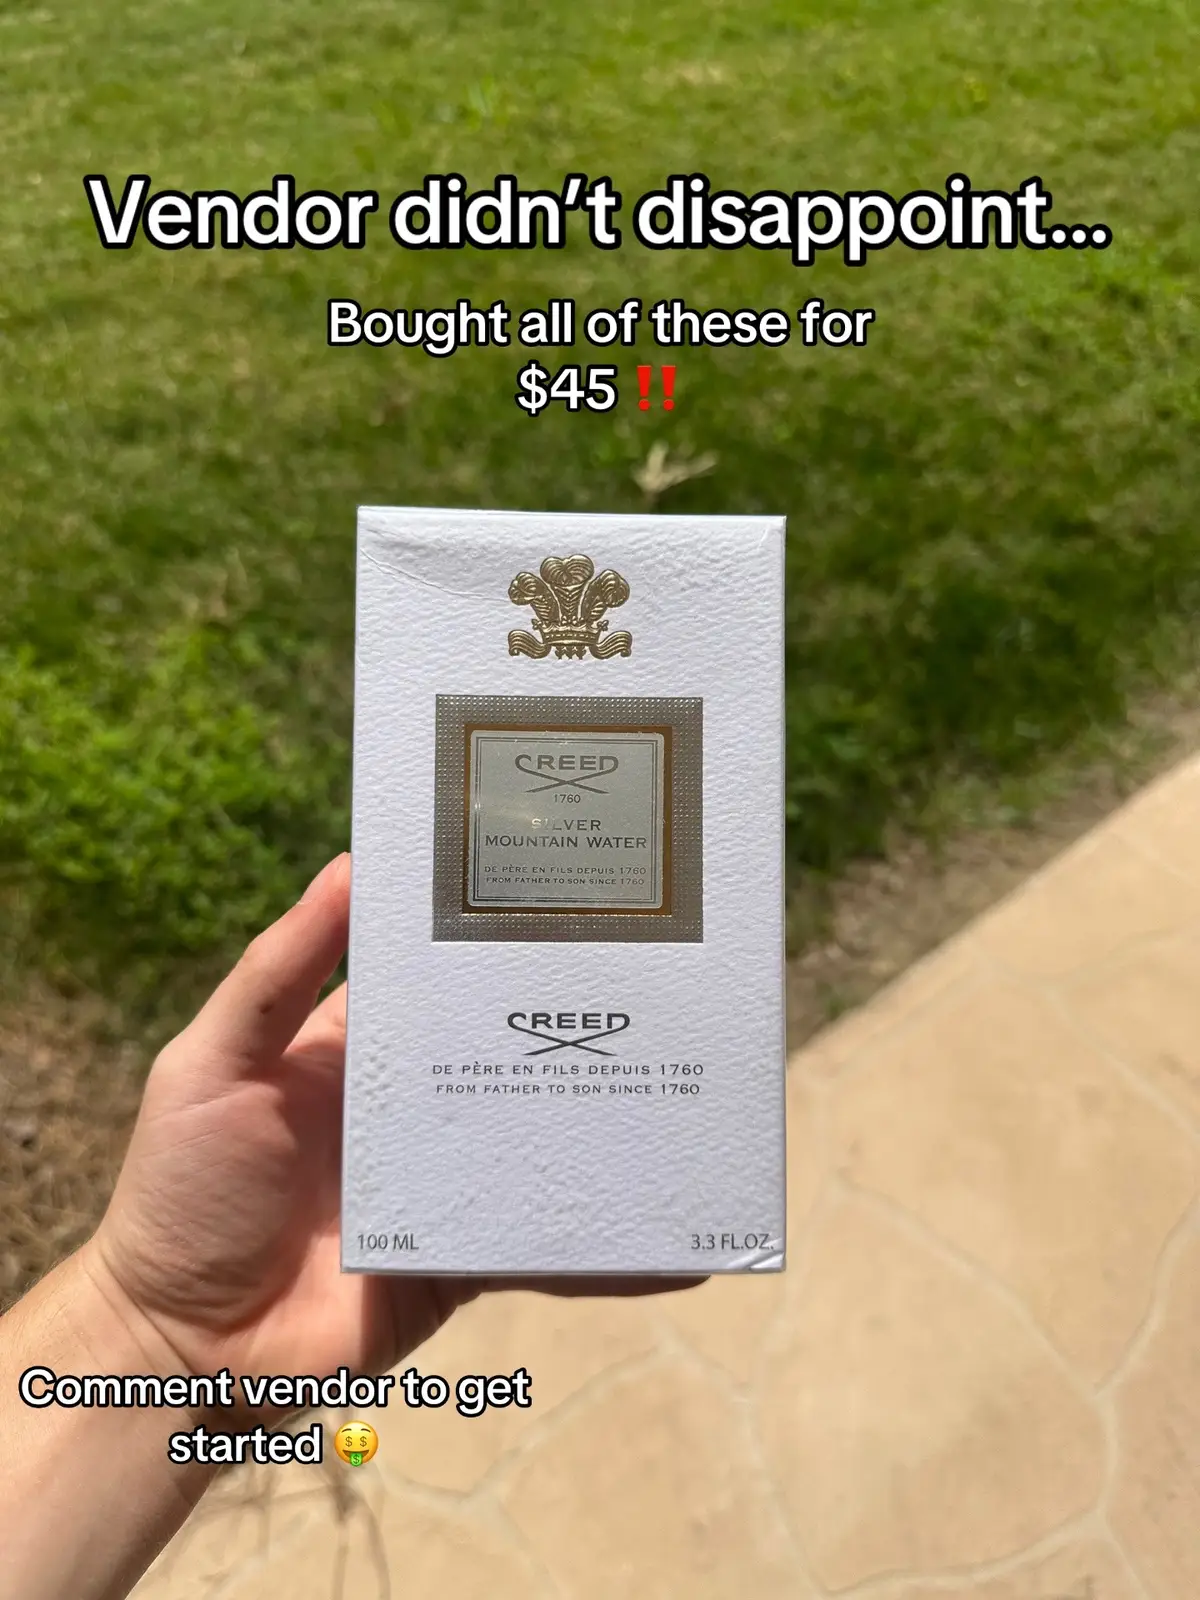 Vendor didn’t disappoint...
Bought all of these for
$45 ‼️
CREED
1760
SILVER
MOUNTAIN WATER
DE PÈRE EN FILS DEPUIS 1760
FROM FATHER TO SON SINCE 1760
CREED
DE PÈRE EN FILS DEPUIS 1760
FROM FATHER TO SON SINCE 1760
100 ML
3.3 FL.OZ.
Comment vendor to get
started 🤑